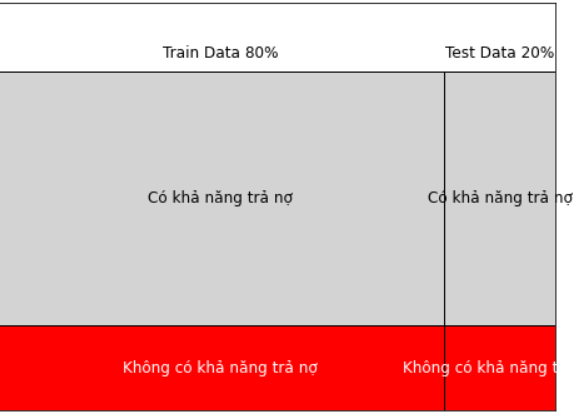 Train Data 80%
Test Data 20%
Có khả năng trả nợ
Có khả năng trả nợ
Không có khả năng trả nợ
Không có khả năng t